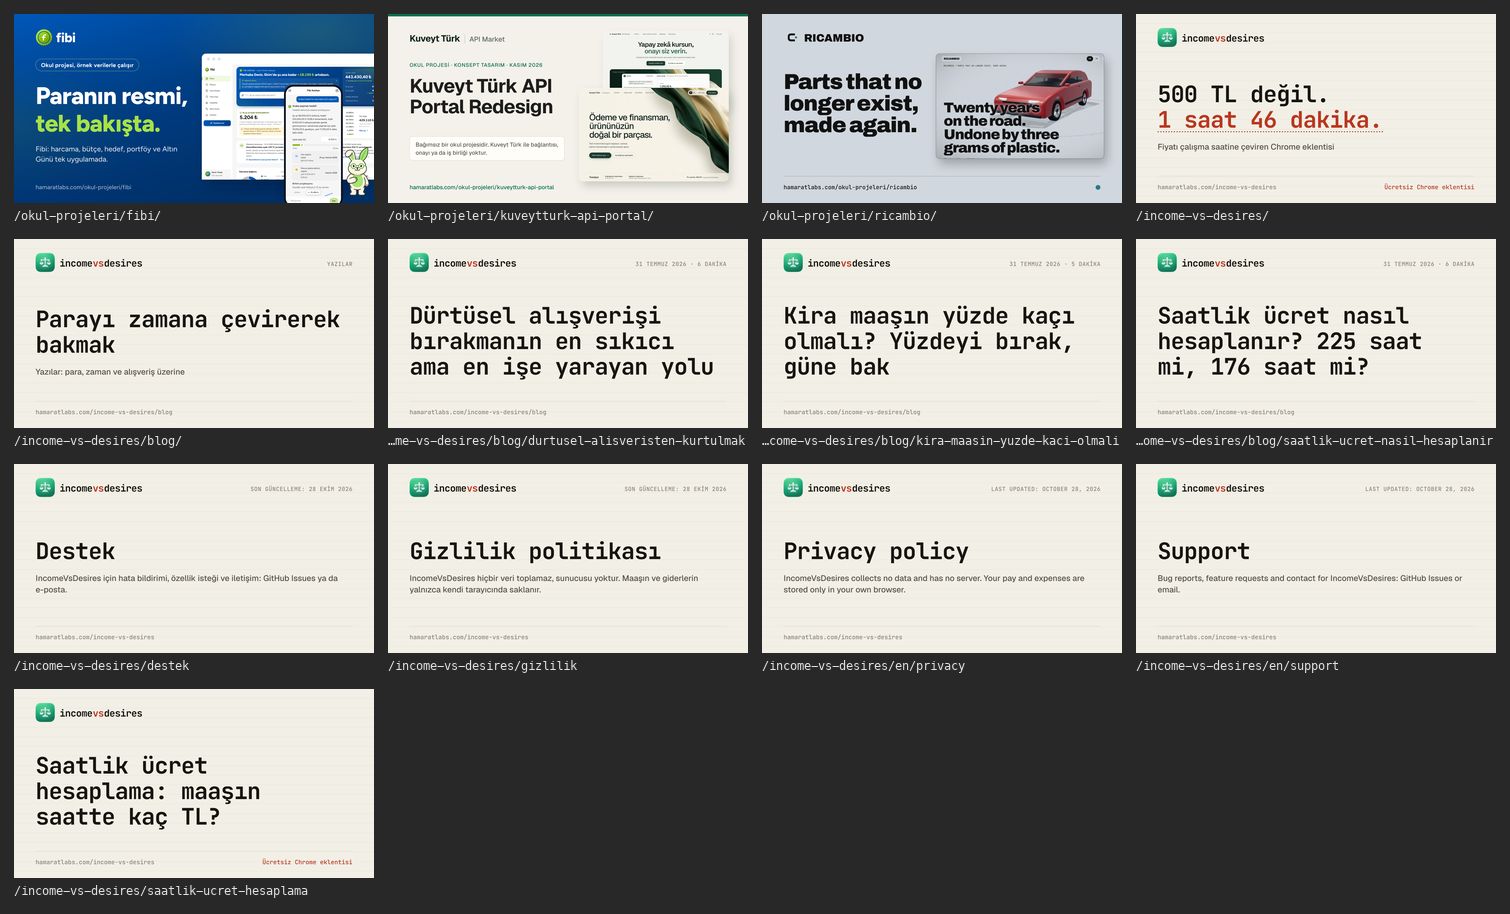 fibi
Okul projesi, örnek verilerle çalışır
Paranın resmi,
tek bakışta.
Fibi: harcama, bütçe, hedef, portföy ve Altın
Günü tek uygulamada.
hamaratlabs.com/okul-projeleri/fibi
/okul-projeleri/fibi/
Kuveyt Türk | API Market
OKUL PROJESİ · KONSEPT TASARIM · KASIM 2026
Kuveyt Türk API
Portal Redesign
Bağımsız bir okul projesidir. Kuveyt Türk ile bağlantısı,
onayı ya da iş birliği yoktur.
hamaratlabs.com/okul-projeleri/kuveytturk-api-portal
Yapay zekâ kursun,
onayı siz verin.
Ödeme ve finansman,
ürününüzün
doğal bir parçası.
/okul-projeleri/kuveytturk-api-portal/
RICAMBIO
Parts that no
longer exist,
made again.
Twenty years
on the road.
Undone by three
grams of plastic.
hamaratlabs.com/okul-projeleri/ricambio
/okul-projeleri/ricambio/
incomevsdesires
500 TL değil.
1 saat 46 dakika.
Fiyatı çalışma saatine çeviren Chrome eklentisi
hamaratlabs.com/income-vs-desires
Ücretsiz Chrome eklentisi
/income-vs-desires/
incomevsdesires
YAZILAR
Parayı zamana çevirerek
bakmak
Yazılar: para, zaman ve alışveriş üzerine
hamaratlabs.com/income-vs-desires/blog
/income-vs-desires/blog/
incomevsdesires
31 TEMMUZ 2026 · 6 DAKİKA
Dürtüsel alışverişi
bırakmanın en sıkıcı
ama en işe yarayan yolu
hamaratlabs.com/income-vs-desires/blog
…me-vs-desires/blog/durtusel-alisveristen-kurtulmak
incomevsdesires
31 TEMMUZ 2026 · 5 DAKİKA
Kira maaşın yüzde kaçı
olmalı? Yüzdeyi bırak,
güne bak
hamaratlabs.com/income-vs-desires/blog
…come-vs-desires/blog/kira-maasin-yuzde-kaci-olmali
incomevsdesires
31 TEMMUZ 2026 · 6 DAKİKA
Saatlik ücret nasıl
hesaplanır? 225 saat
mi, 176 saat mi?
hamaratlabs.com/income-vs-desires/blog
…ome-vs-desires/blog/saatlik-ucret-nasil-hesaplanir
incomevsdesires
SON GÜNCELLEME: 28 EKİM 2026
Destek
IncomeVsDesires için hata bildirimi, özellik isteği ve iletişim: GitHub Issues ya da
e-posta.
hamaratlabs.com/income-vs-desires
/income-vs-desires/destek
incomevsdesires
SON GÜNCELLEME: 28 EKİM 2026
Gizlilik politikası
IncomeVsDesires hiçbir veri toplamaz, sunucusu yoktur. Maaşın ve giderlerin
yalnızca kendi tarayıcında saklanır.
hamaratlabs.com/income-vs-desires
/income-vs-desires/gizlilik
incomevsdesires
LAST UPDATED: OCTOBER 28, 2026
Privacy policy
IncomeVsDesires collects no data and has no server. Your pay and expenses are
stored only in your own browser.
hamaratlabs.com/income-vs-desires
/income-vs-desires/en/privacy
incomevsdesires
LAST UPDATED: OCTOBER 28, 2026
Support
Bug reports, feature requests and contact for IncomeVsDesires: GitHub Issues or
email.
hamaratlabs.com/income-vs-desires
/income-vs-desires/en/support
incomevsdesires
Saatlik ücret
hesaplama: maaşın
saatte kaç TL?
hamaratlabs.com/income-vs-desires
Ücretsiz Chrome eklentisi
/income-vs-desires/saatlik-ucret-hesaplama